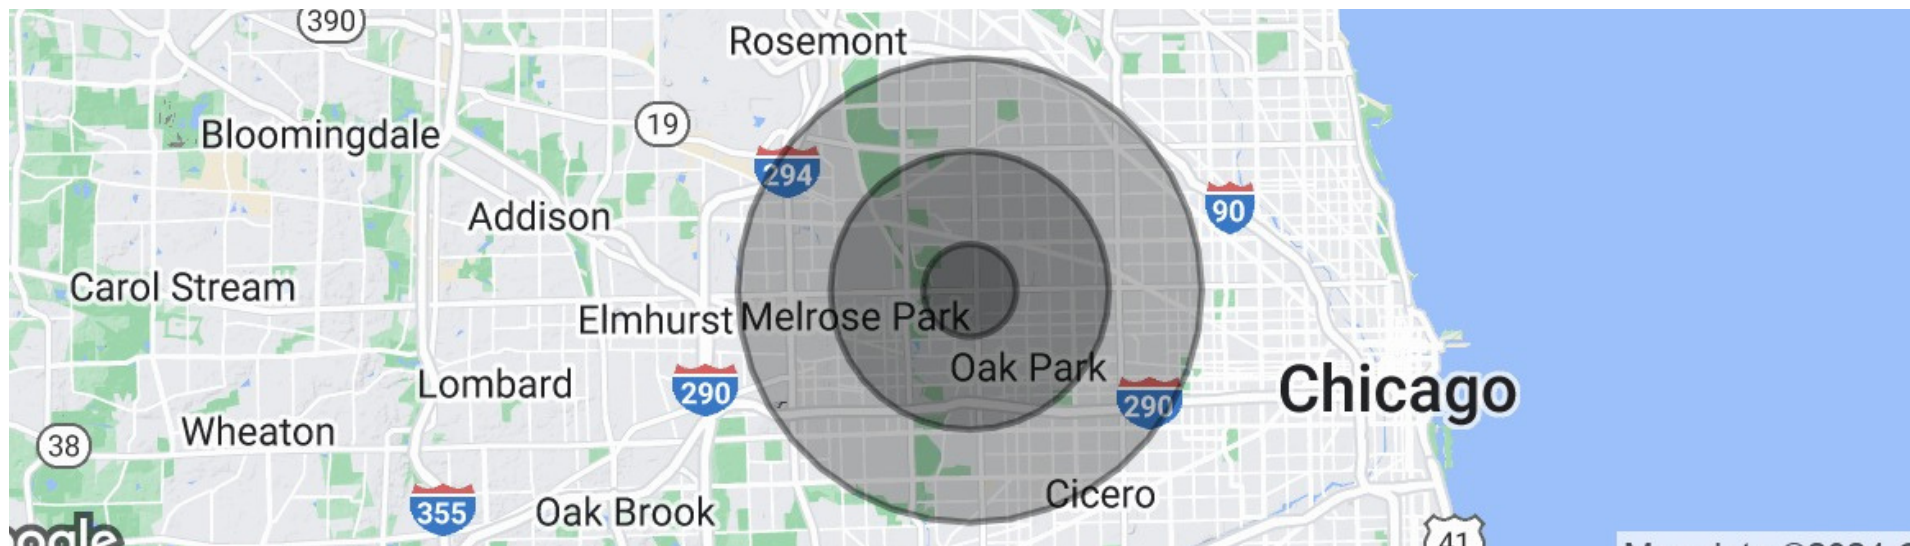 390
Rosemont
19
Bloomingdale
294
90
Addison
Carol Stream
Elmhurst
Melrose Park
Oak Park
Lombard
290
290
Chicago
Wheaton
38
Cicero
355
Oak Brook
41